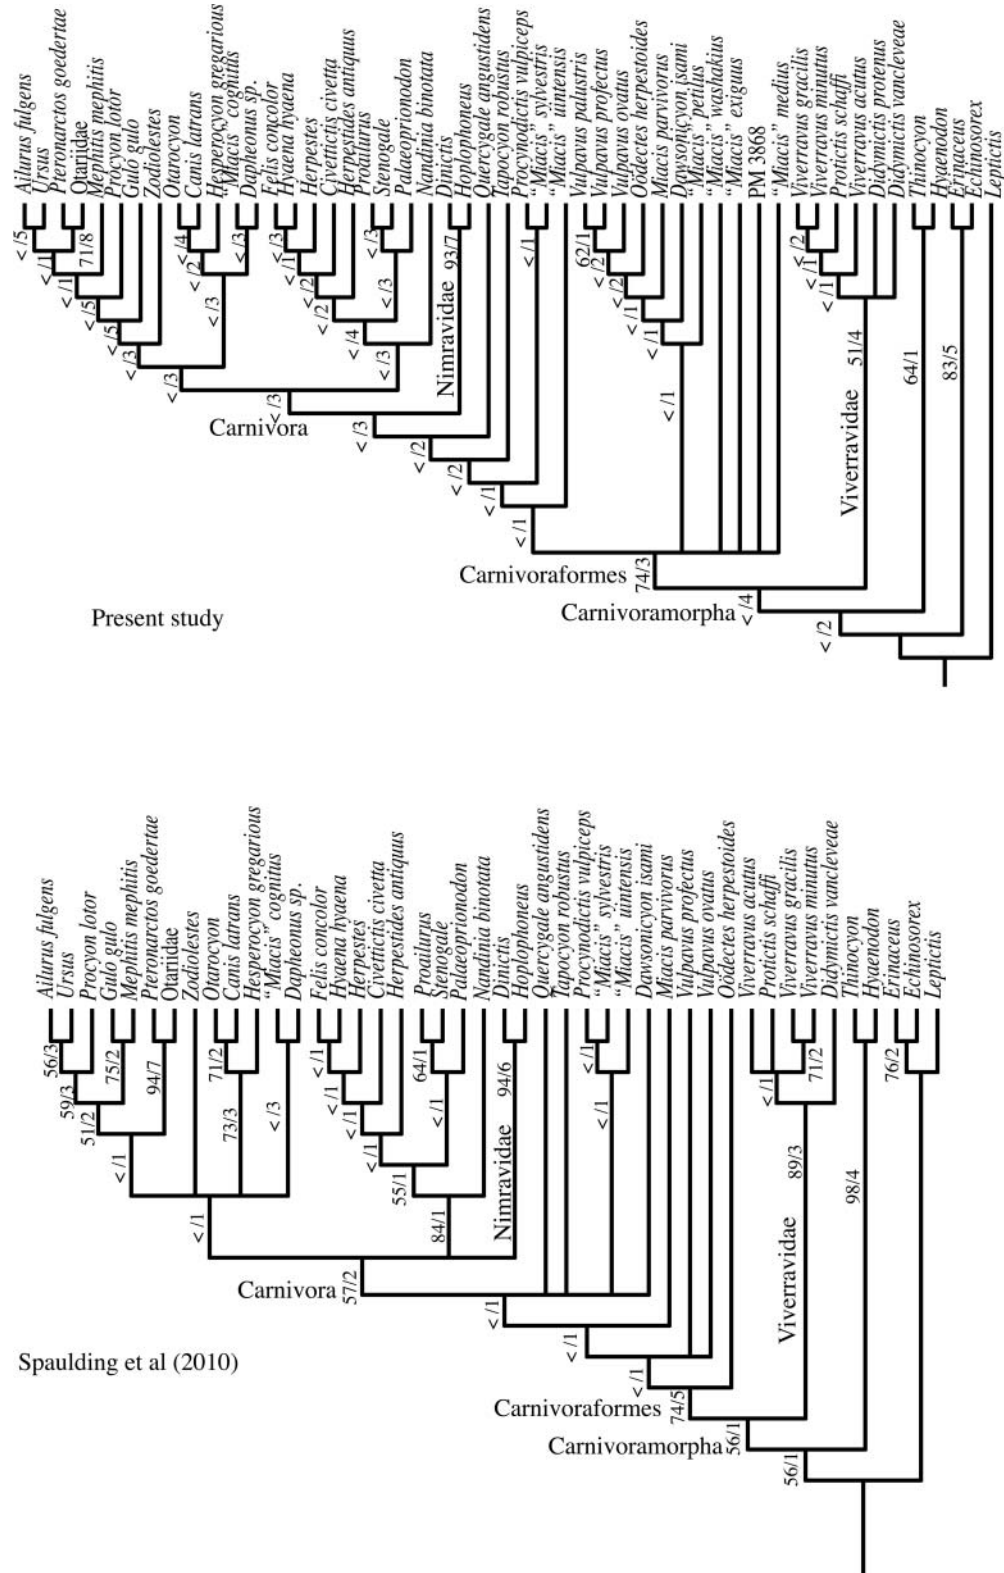 Ailurus fulgens
Ursus
Pteronarctos goedertae
Otariidae
Mephitis mephitis
Procyon lotor
Gulo gulo
Zodiolestes
Otarocyon
Canis latrans
Hesperocyon gregarious
“Miacis” cognitus
Dapheonus sp.
Felis concolor
Hyaena hyaena
Herpestes
Civettictis civetta
Herpestides antiquus
Proailurus
Stenogale
Palaeoprionodon
Nandinia binotata
Dinictis
Hoplophoneus
Quercygale angustidens
Tapocyon robustus
Procynodictis vulpiceps
“Miacis” sylvestris
“Miacis” uintensis
Vulpavus palustris
Vulpavus profectus
Vulpavus ovatus
Oödectes herpestoides
Miacis parvivorus
Dawsonicyon isami
“Miacis” petilus
“Miacis” washakius
“Miacis” exiguus
PM 3868
“Miacis” medius
Viverravus gracilis
Viverravus minutus
Protictis schaffi
Viverravus acutus
Didymictis protenus
Didymictis vancleveae
Thinocyon
Hyaenodon
Erinaceus
Echinosorex
Leptictis
< /5
< /1
71/8
< /1
< /5
< /5
< /3
< /4
< /2
< /3
< /3
< /3
< /3
< /1
< /2
< /2
< /3
< /3
< /4
< /3
93/7
Nimravidae
< /3
Carnivora
< /3
< /2
< /2
< /1
< /1
< /1
62/1
< /2
< /2
< /1
< /1
< /1
< /2
< /1
< /1
51/4
Viverravidae
64/1
83/5
Carnivoraformes
74/3
Carnivoramorpha
< /4
< /2
Present study
Ailurus fulgens
Ursus
Procyon lotor
Gulo gulo
Mephitis mephitis
Pteronarctos goedertae
Otariidae
Zodiolestes
Otarocyon
Canis latrans
Hesperocyon gregarious
“Miacis” cognitus
Dapheonus sp.
Felis concolor
Hyaena hyaena
Herpestes
Civettictis civetta
Herpestides antiquus
Proailurus
Stenogale
Palaeoprionodon
Nandinia binotata
Dinictis
Hoplophoneus
Quercygale angustidens
Tapocyon robustus
Procynodictis vulpiceps
“Miacis” sylvestris
“Miacis” uintensis
Dawsonicyon isami
Miacis parvivorus
Vulpavus profectus
Vulpavus ovatus
Oödectes herpestoides
Viverravus acutus
Proticтis schaffi
Viverravus gracilis
Viverravus minutus
Didymictis vancleveae
Thinocyon
Hyaenodon
Erinaceus
Echinosorex
Leptictis
56/3
59/3
75/2
94/7
51/2
< /1
71/2
73/3
< /3
< /1
< /1
< /1
< /1
< /1
64/1
< /1
55/1
84/1
94/6
Nimravidae
< /1
< /1
71/2
< /1
89/3
Viverravidae
98/4
76/2
Carnivora
57/2
< /1
< /1
< /1
Carnivoraformes
74/5
Carnivoramorpha
56/1
56/1
Spaulding et al (2010)